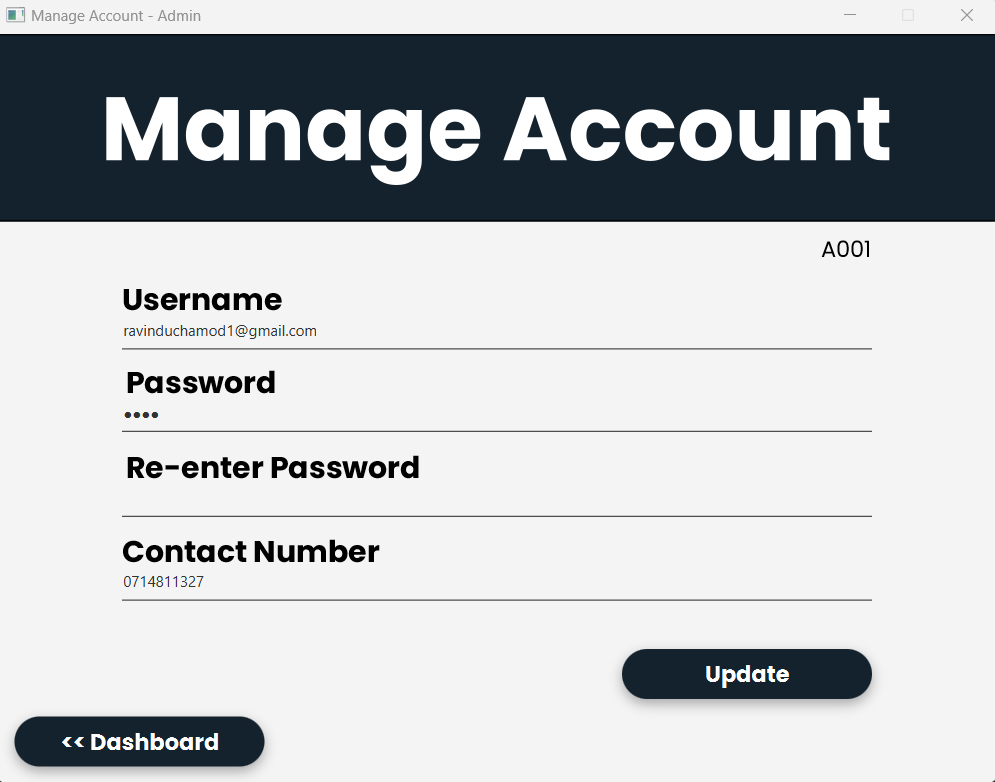 Manage Account - Admin
Manage Account
A001
Username
ravinduchamod1@gmail.com
Password
••••
Re-enter Password
Contact Number
0714811327
Update
<< Dashboard